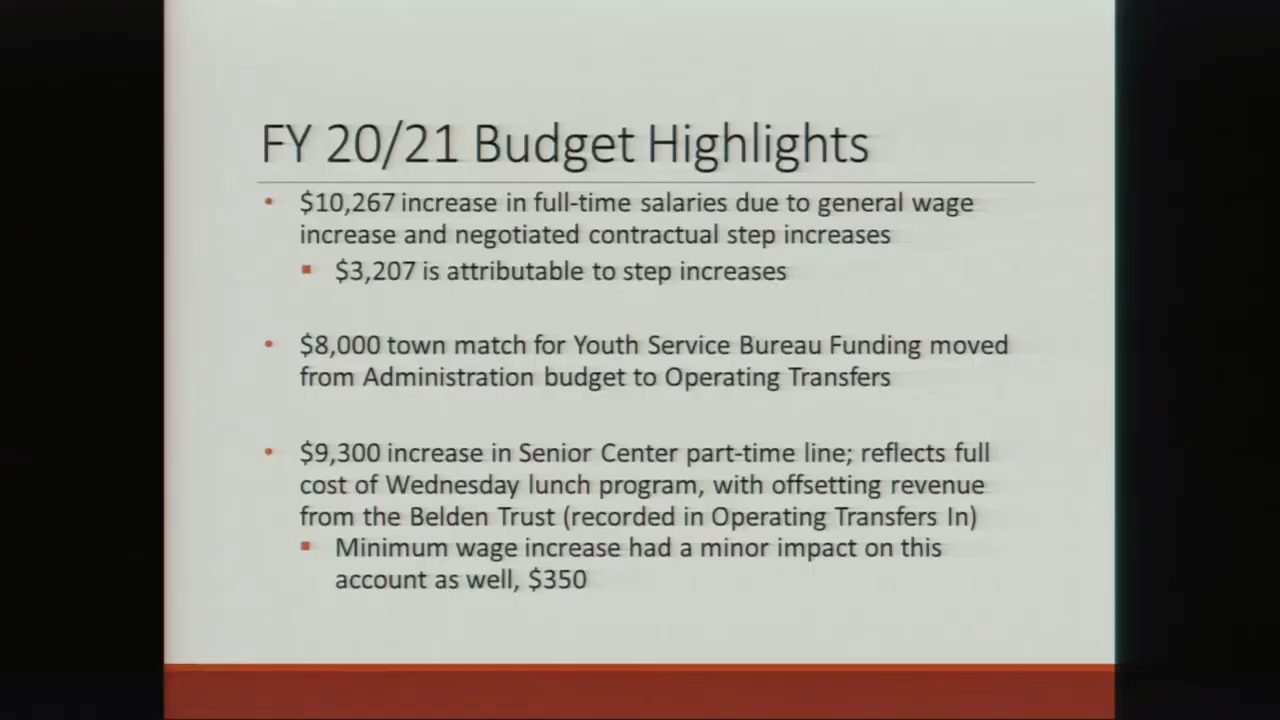 FY 20/21 Budget Highlights
• $10,267 increase in full-time salaries due to general wage
increase and negotiated contractual step increases
▪ $3,207 is attributable to step increases
• $8,000 town match for Youth Service Bureau Funding moved
from Administration budget to Operating Transfers
• $9,300 increase in Senior Center part-time line; reflects full
cost of Wednesday lunch program, with offsetting revenue
from the Belden Trust (recorded in Operating Transfers In)
▪ Minimum wage increase had a minor impact on this
account as well, $350